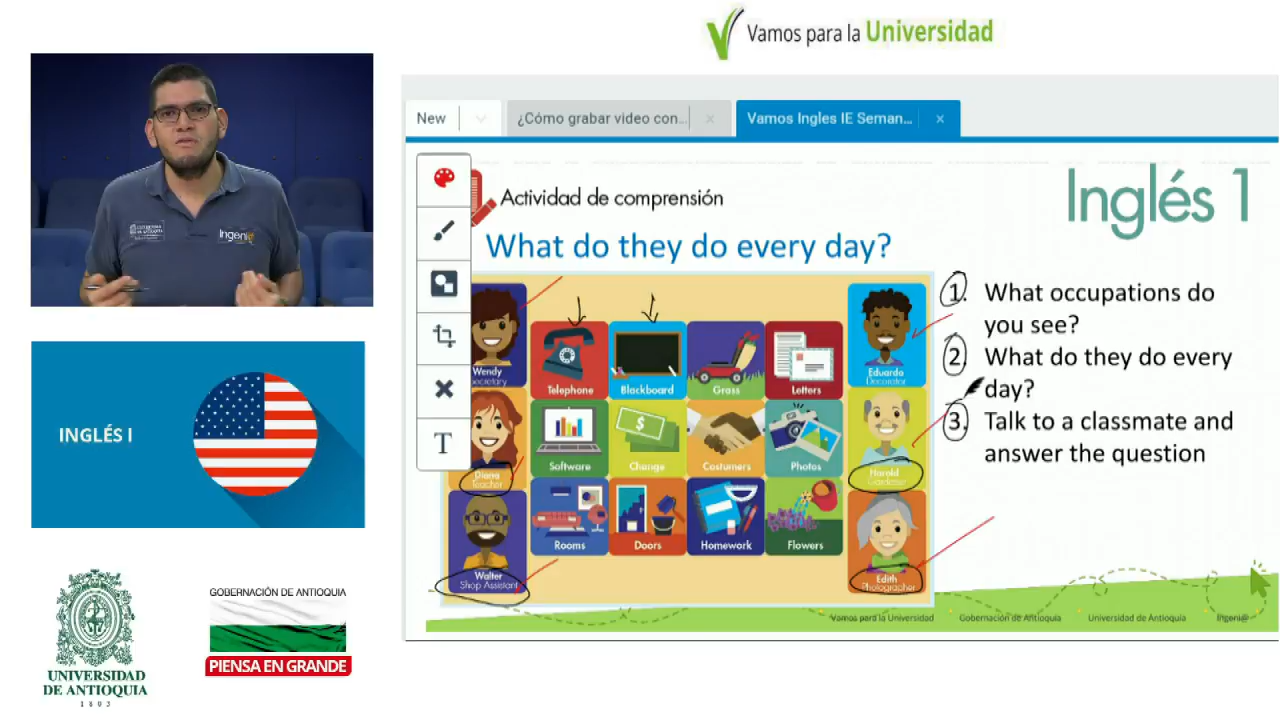 Vamos para la Universidad
New
¿Cómo grabar video con...
Vamos Ingles IE Seman...
Actividad de comprensión
Inglés 1
What do they do every day?
Wendy
Secretary
Telephone
Blackboard
Grass
Letters
Eduardo
Decorator
Diana
Teacher
Software
Change
Costumers
Photos
Harold
Gardener
Walter
Shop Assistant
Rooms
Doors
Homework
Flowers
Edith
Photographer
1. What occupations do
you see?
2. What do they do every
day?
3. Talk to a classmate and
answer the question
T
Vamos para la Universidad
Gobernación de Antioquia
Universidad de Antioquia
Ingeni@
Ingeni@
INGLÉS I
UNIVERSIDAD
DE ANTIOQUIA
1803
GOBERNACIÓN DE ANTIOQUIA
PIENSA EN GRANDE